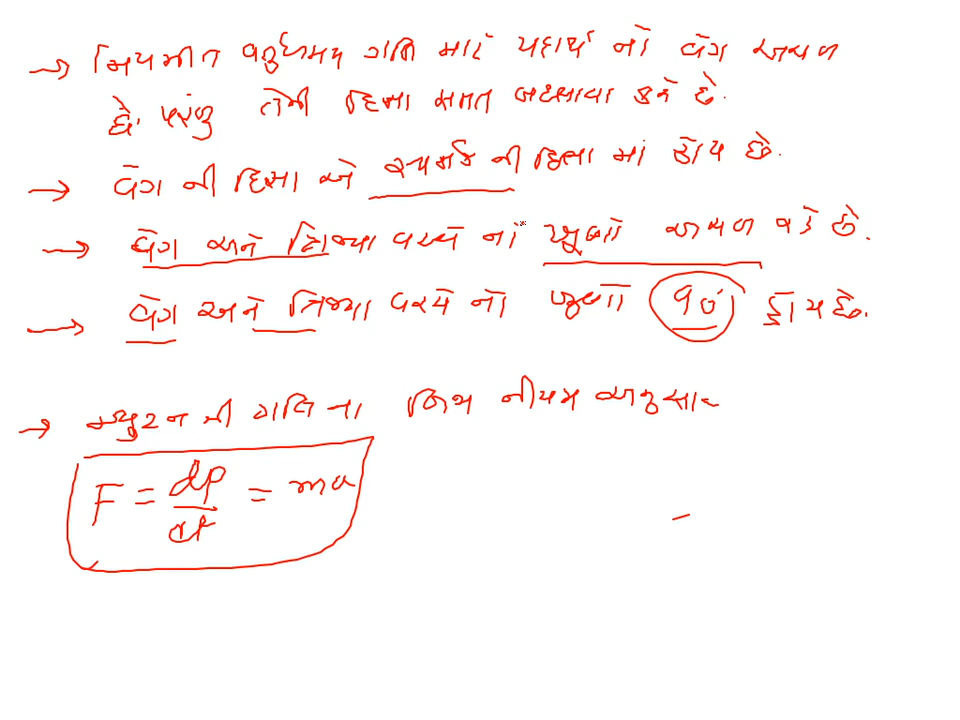 → નિયમીત વર્તુળમય ગતિ માટે પદાર્થ નો વેગ અચળ
છે. પરંતુ તેની દિશા સતત બદલાયા કરે છે.
→ વેગ ની દિશા એ સ્પર્શક ની દિશા માં હોય છે.
→ વેગ અને ત્રિજ્યા વચ્ચે નો ખૂણો અચળ રહે છે.
→ વેગ અને ત્રિજ્યા વચ્ચે નો ખૂણો 90° હોય છે.
→ ન્યુટન ની ગતિ ના બિજા નીયમ અનુસાર
F = dp/dt = ma